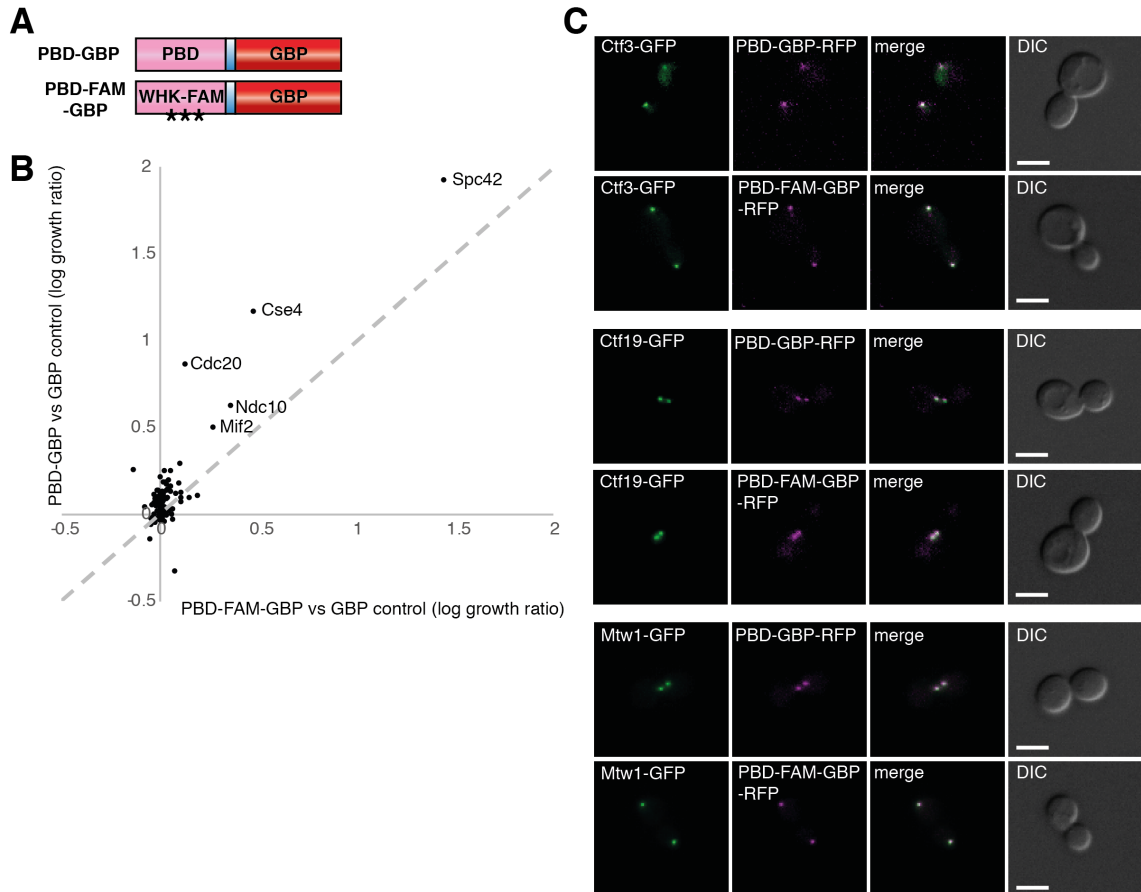 A
PBD-GBP
PBD
GBP
PBD-FAM
-GBP
WHK-FAM
GBP
★★★
B
PBD-GBP vs GBP control (log growth ratio)
2
1.5
1
0.5
0
-0.5
-0.5
0
0.5
1
1.5
2
Spc42
Cse4
Cdc20
Ndc10
Mif2
PBD-FAM-GBP vs GBP control (log growth ratio)
C
Ctf3-GFP
PBD-GBP-RFP
merge
DIC
Ctf3-GFP
PBD-FAM-GBP
-RFP
merge
DIC
Ctf19-GFP
PBD-GBP-RFP
merge
DIC
Ctf19-GFP
PBD-FAM-GBP
-RFP
merge
DIC
Mtw1-GFP
PBD-GBP-RFP
merge
DIC
Mtw1-GFP
PBD-FAM-GBP
-RFP
merge
DIC